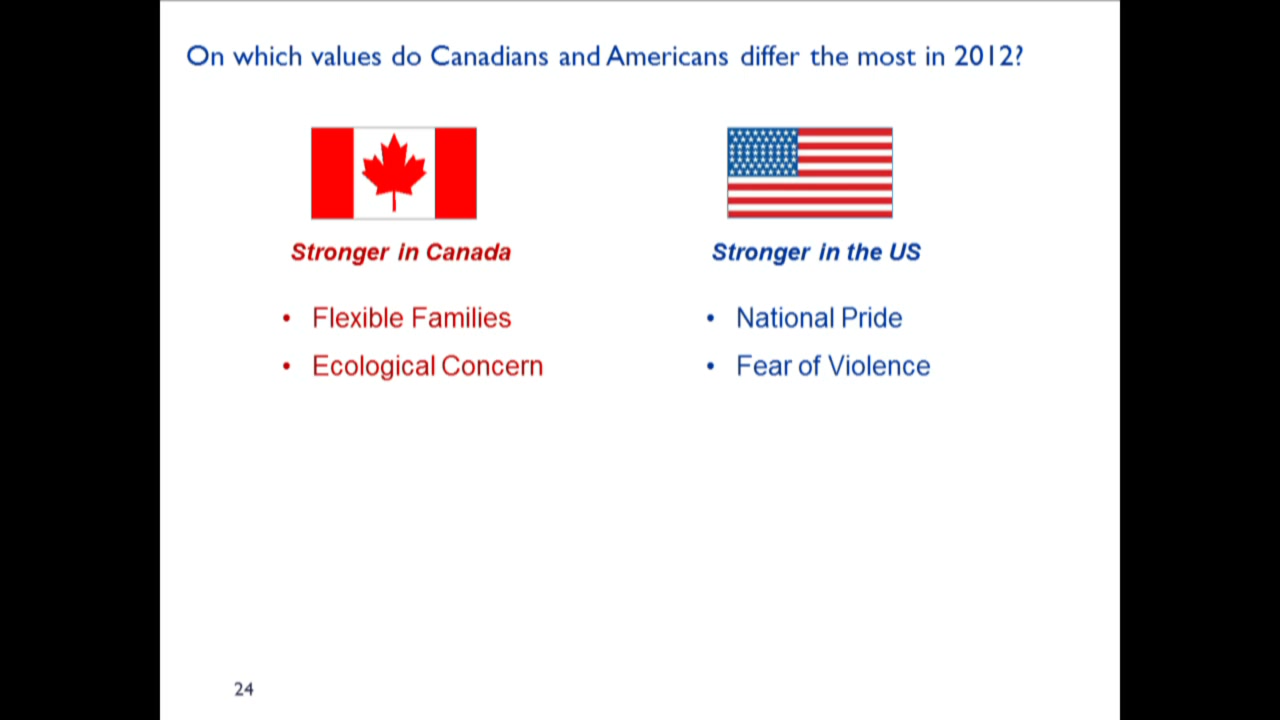 On which values do Canadians and Americans differ the most in 2012?
Stronger in Canada
• Flexible Families
• Ecological Concern
Stronger in the US
• National Pride
• Fear of Violence
24